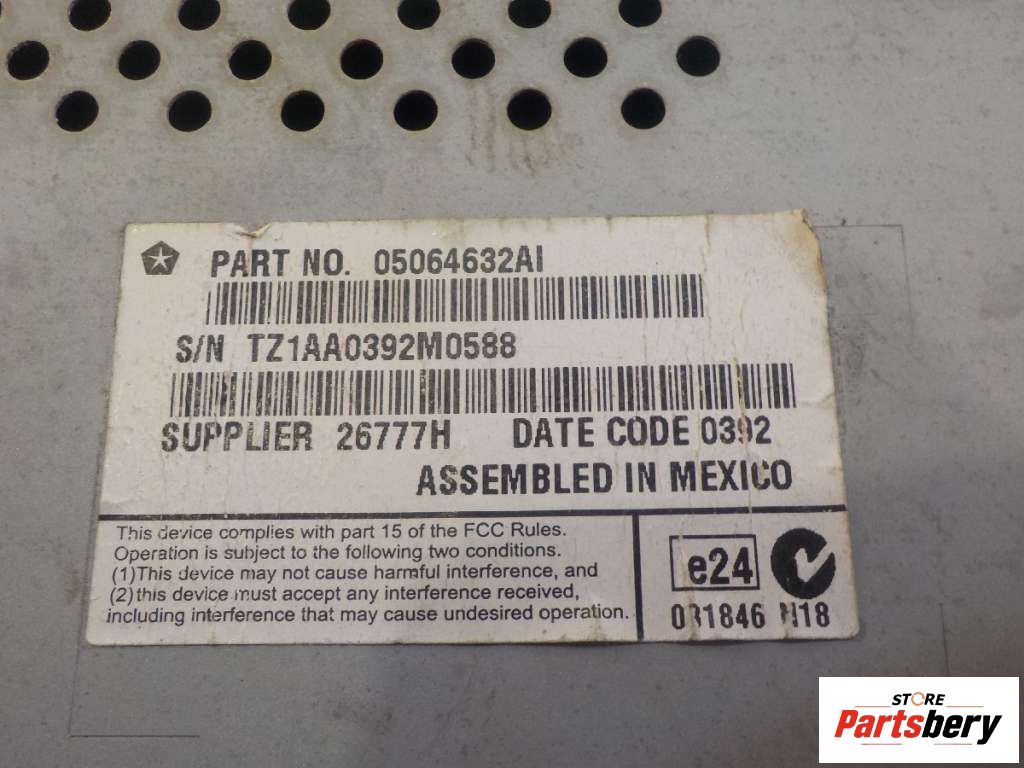 PART NO. 05064632AI
S/N TZ1AA0392M0588
SUPPLIER 26777H DATE CODE 0392
ASSEMBLED IN MEXICO
This device complies with part 15 of the FCC Rules.
Operation is subject to the following two conditions.
(1)This device may not cause harmful interference, and
(2)this device must accept any interference received,
including interference that may cause undesired operation.
e24
031846 N18
STORE
Partsbery